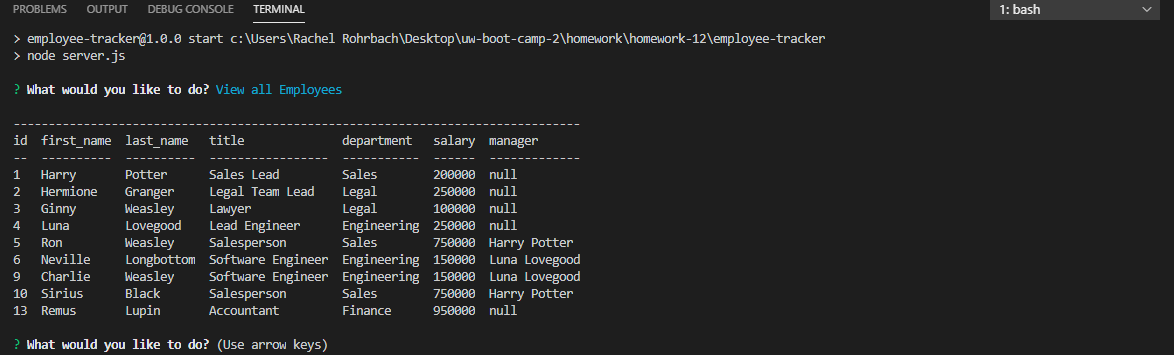 PROBLEMS OUTPUT DEBUG CONSOLE TERMINAL 1: bash
> employee-tracker@1.0.0 start c:\Users\Rachel Rohrbach\Desktop\uw-boot-camp-2\homework\homework-12\employee-tracker
> node server.js
? What would you like to do? View all Employees
---------------------------------------------------------------------------------
id  first_name  last_name   title              department   salary  manager
--  ----------  ----------  -----------------  -----------  ------  -------------
1   Harry       Potter      Sales Lead         Sales        200000  null
2   Hermione    Granger     Legal Team Lead    Legal        250000  null
3   Ginny       Weasley     Lawyer             Legal        100000  null
4   Luna        Lovegood    Lead Engineer      Engineering  250000  null
5   Ron         Weasley     Salesperson        Sales        750000  Harry Potter
6   Neville     Longbottom  Software Engineer  Engineering  150000  Luna Lovegood
9   Charlie     Weasley     Software Engineer  Engineering  150000  Luna Lovegood
10  Sirius      Black       Salesperson        Sales        750000  Harry Potter
13  Remus       Lupin       Accountant         Finance      950000  null
? What would you like to do? (Use arrow keys)